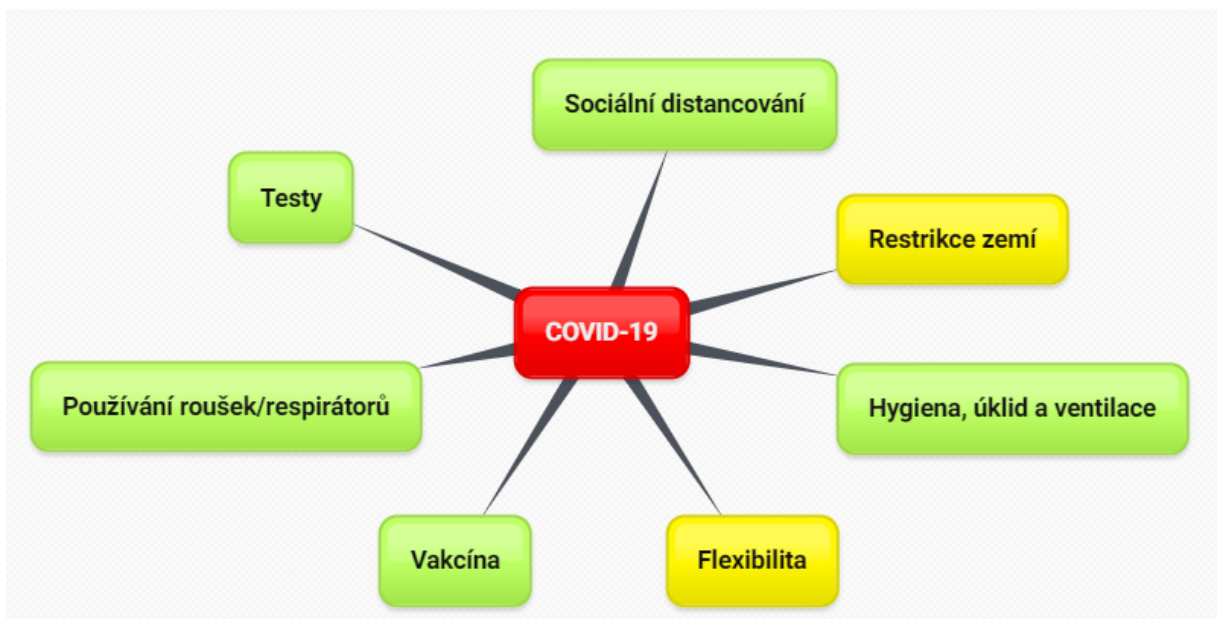 Sociální distancování
Testy
Restrikce zemí
COVID-19
Používání roušek/respirátorů
Hygiena, úklid a ventilace
Vakcína
Flexibilita